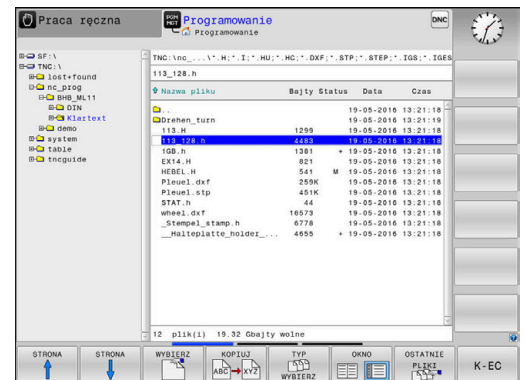 Praca ręczna
PGM MGT
Programowanie
Programowanie
DNC
SF:\
TNC:\
lost+found
nc_prog
BHB_ML11
DIN
Klartext
demo
system
table
tncguide
TNC:\nc_...\*.H;*.I;*.HU;*.HC;*.DXF;*.STP;*.STEP;*.IGS;*.IGES
113_128.h
Nazwa pliku Bajty Status Data Czas
.. 19-05-2016 13:21:18
Drehen_turn 19-05-2016 13:21:19
113.H 1299 19-05-2016 13:21:18
113_128.h 4483 19-05-2016 13:21:18
1GB.h 1381 + 19-05-2016 13:21:18
EX14.H 821 19-05-2016 13:21:18
HEBEL.H 541 M 19-05-2016 13:21:18
Pleuel.dxf 259K 19-05-2016 13:21:18
Pleuel.stp 451K 19-05-2016 13:21:18
STAT.h 44 19-05-2016 13:21:18
wheel.dxf 16573 19-05-2016 13:21:18
_Stempel_stamp.h 6778 19-05-2016 13:21:18
__Halteplatte_holder_... 4655 + 19-05-2016 13:21:18
12 plik(i) 19.32 Gbajty wolne
STRONA
STRONA
WYBIERZ
KOPIUJ
ABC XYZ
TYP
WYBIERZ
OKNO
OSTATNIE
PLIKI
K-EC